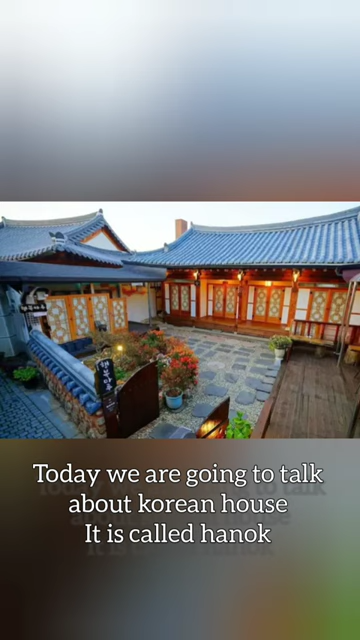 Today we are going to talk
about korean house
It is called hanok